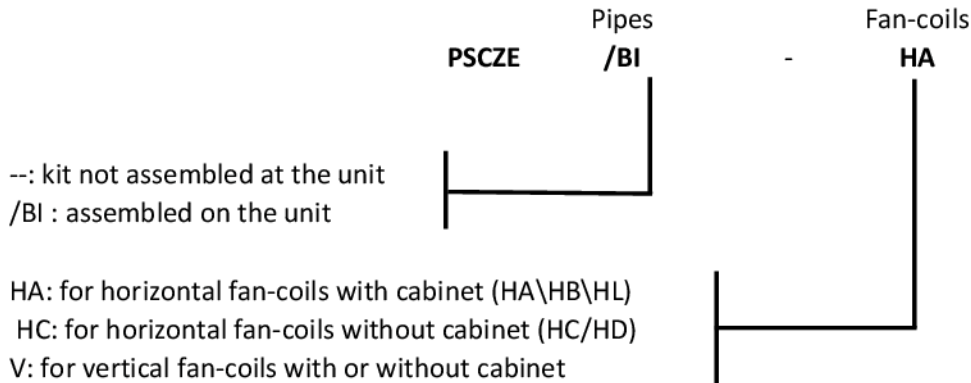 Pipes Fan-coils
PSCZE /BI - HA
--: kit not assembled at the unit
/BI : assembled on the unit
HA: for horizontal fan-coils with cabinet (HA\HB\HL)
HC: for horizontal fan-coils without cabinet (HC/HD)
V: for vertical fan-coils with or without cabinet